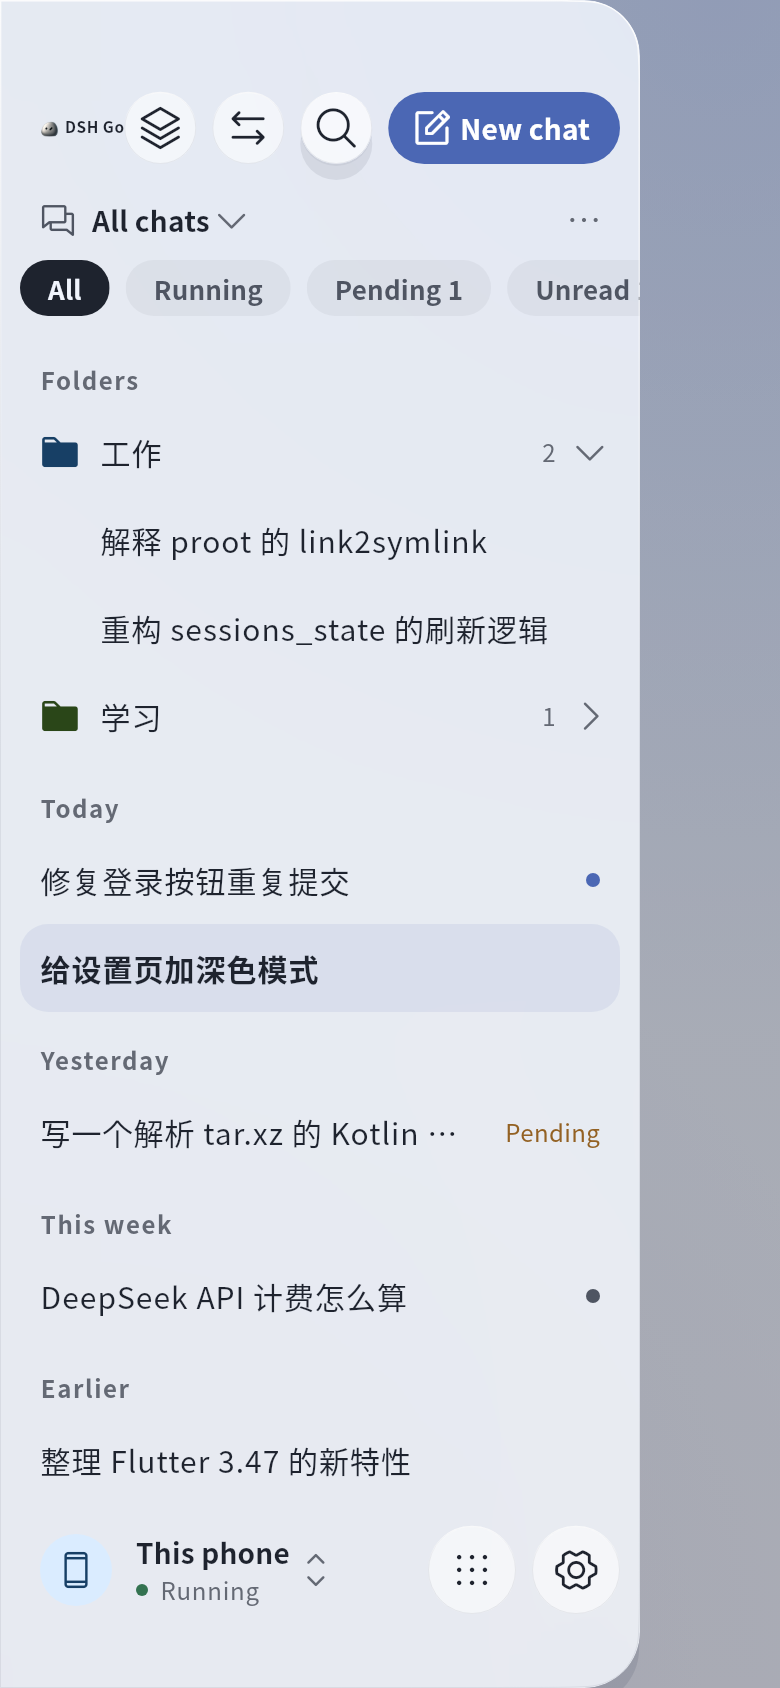 DSH Go
New chat
All chats
All
Running
Pending 1
Unread
Folders
工作
2
解释 proot 的 link2symlink
重构 sessions_state 的刷新逻辑
学习
1
Today
修复登录按钮重复提交
给设置页加深色模式
Yesterday
写一个解析 tar.xz 的 Kotlin …
Pending
This week
DeepSeek API 计费怎么算
Earlier
整理 Flutter 3.47 的新特性
This phone
Running